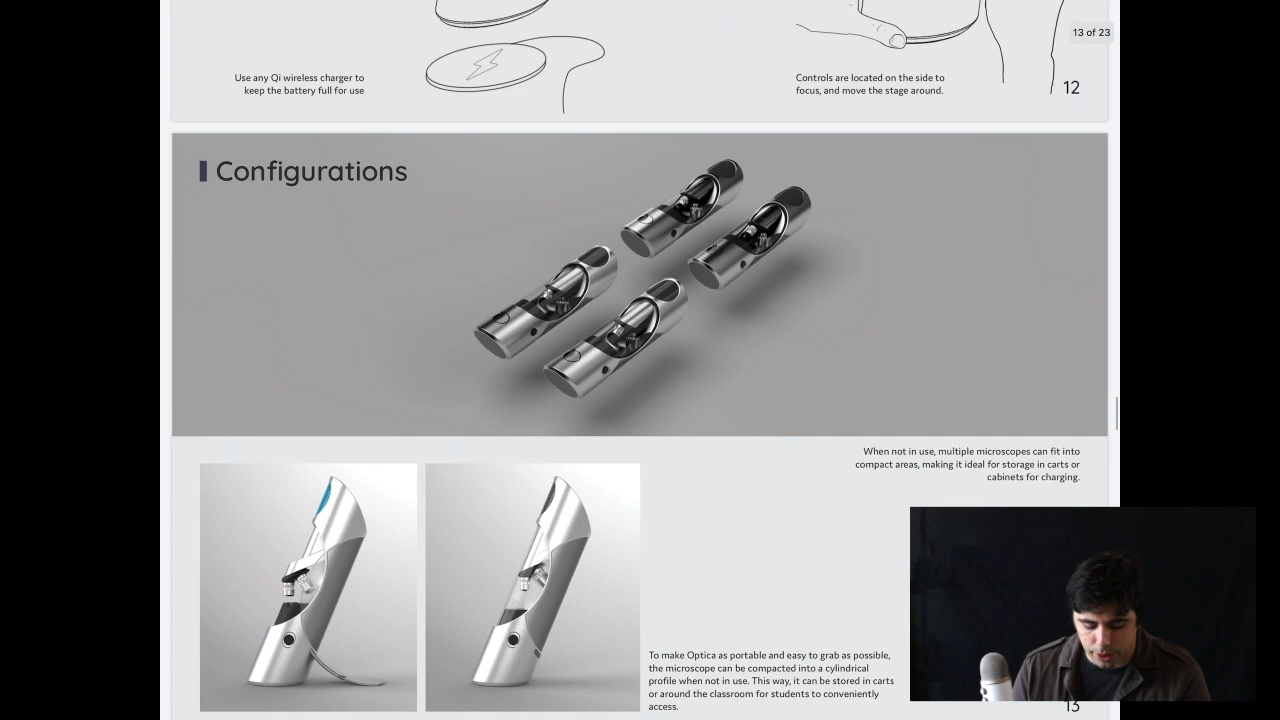 13 of 23
Use any Qi wireless charger to
keep the battery full for use
Controls are located on the side to
focus, and move the stage around.
12
Configurations
When not in use, multiple microscopes can fit into
compact areas, making it ideal for storage in carts or
cabinets for charging.
To make Optica as portable and easy to grab as possible,
the microscope can be compacted into a cylindrical
profile when not in use. This way, it can be stored in carts
or around the classroom for students to conveniently
access.
13